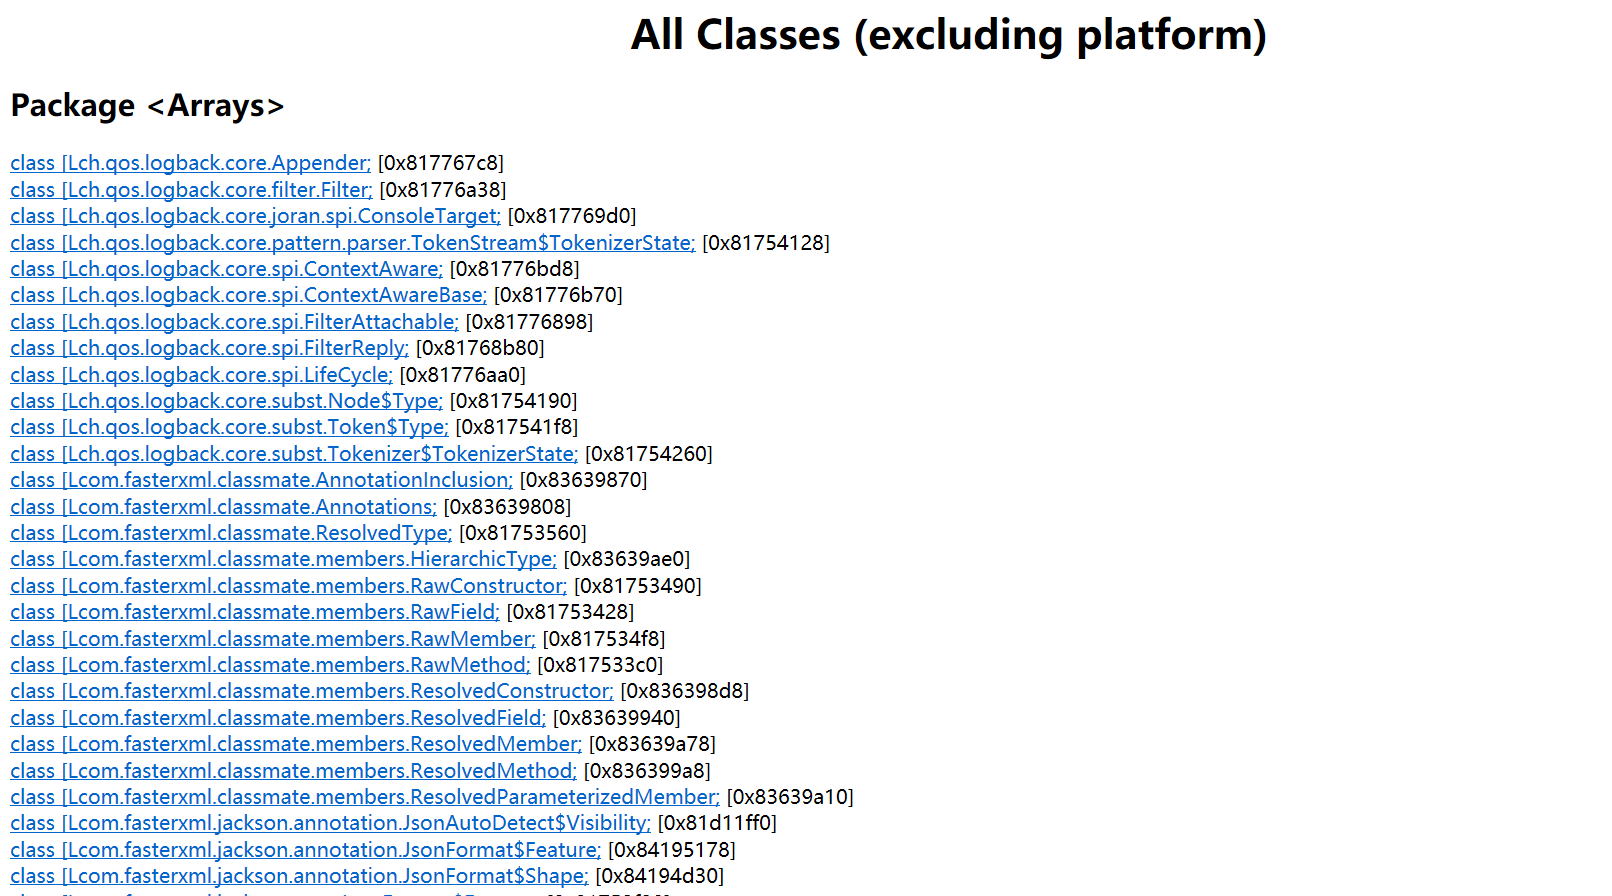 All Classes (excluding platform)
Package <Arrays>
class [Lch.qos.logback.core.Appender; [0x817767c8]
class [Lch.qos.logback.core.filter.Filter; [0x81776a38]
class [Lch.qos.logback.core.joran.spi.ConsoleTarget; [0x817769d0]
class [Lch.qos.logback.core.pattern.parser.TokenStream$TokenizerState; [0x81754128]
class [Lch.qos.logback.core.spi.ContextAware; [0x81776bd8]
class [Lch.qos.logback.core.spi.ContextAwareBase; [0x81776b70]
class [Lch.qos.logback.core.spi.FilterAttachable; [0x81776898]
class [Lch.qos.logback.core.spi.FilterReply; [0x81768b80]
class [Lch.qos.logback.core.spi.LifeCycle; [0x81776aa0]
class [Lch.qos.logback.core.subst.Node$Type; [0x81754190]
class [Lch.qos.logback.core.subst.Token$Type; [0x817541f8]
class [Lch.qos.logback.core.subst.Tokenizer$TokenizerState; [0x81754260]
class [Lcom.fasterxml.classmate.AnnotationInclusion; [0x83639870]
class [Lcom.fasterxml.classmate.Annotations; [0x83639808]
class [Lcom.fasterxml.classmate.ResolvedType; [0x81753560]
class [Lcom.fasterxml.classmate.members.HierarchicType; [0x83639ae0]
class [Lcom.fasterxml.classmate.members.RawConstructor; [0x81753490]
class [Lcom.fasterxml.classmate.members.RawField; [0x81753428]
class [Lcom.fasterxml.classmate.members.RawMember; [0x817534f8]
class [Lcom.fasterxml.classmate.members.RawMethod; [0x817533c0]
class [Lcom.fasterxml.classmate.members.ResolvedConstructor; [0x836398d8]
class [Lcom.fasterxml.classmate.members.ResolvedField; [0x83639940]
class [Lcom.fasterxml.classmate.members.ResolvedMember; [0x83639a78]
class [Lcom.fasterxml.classmate.members.ResolvedMethod; [0x836399a8]
class [Lcom.fasterxml.classmate.members.ResolvedParameterizedMember; [0x83639a10]
class [Lcom.fasterxml.jackson.annotation.JsonAutoDetect$Visibility; [0x81d11ff0]
class [Lcom.fasterxml.jackson.annotation.JsonFormat$Feature; [0x84195178]
class [Lcom.fasterxml.jackson.annotation.JsonFormat$Shape; [0x84194d30]